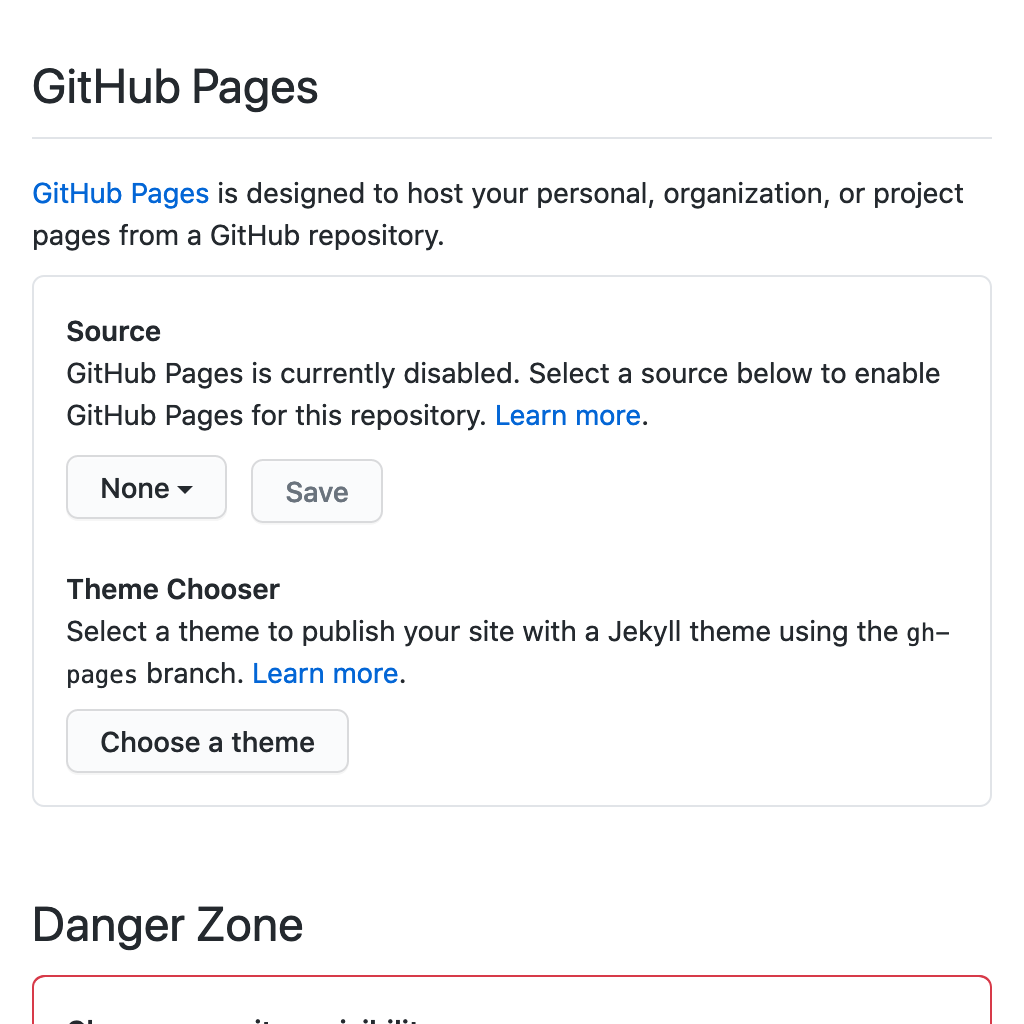 GitHub Pages
GitHub Pages is designed to host your personal, organization, or project
pages from a GitHub repository.
Source
GitHub Pages is currently disabled. Select a source below to enable
GitHub Pages for this repository. Learn more.
None
Save
Theme Chooser
Select a theme to publish your site with a Jekyll theme using the gh-
pages branch. Learn more.
Choose a theme
Danger Zone